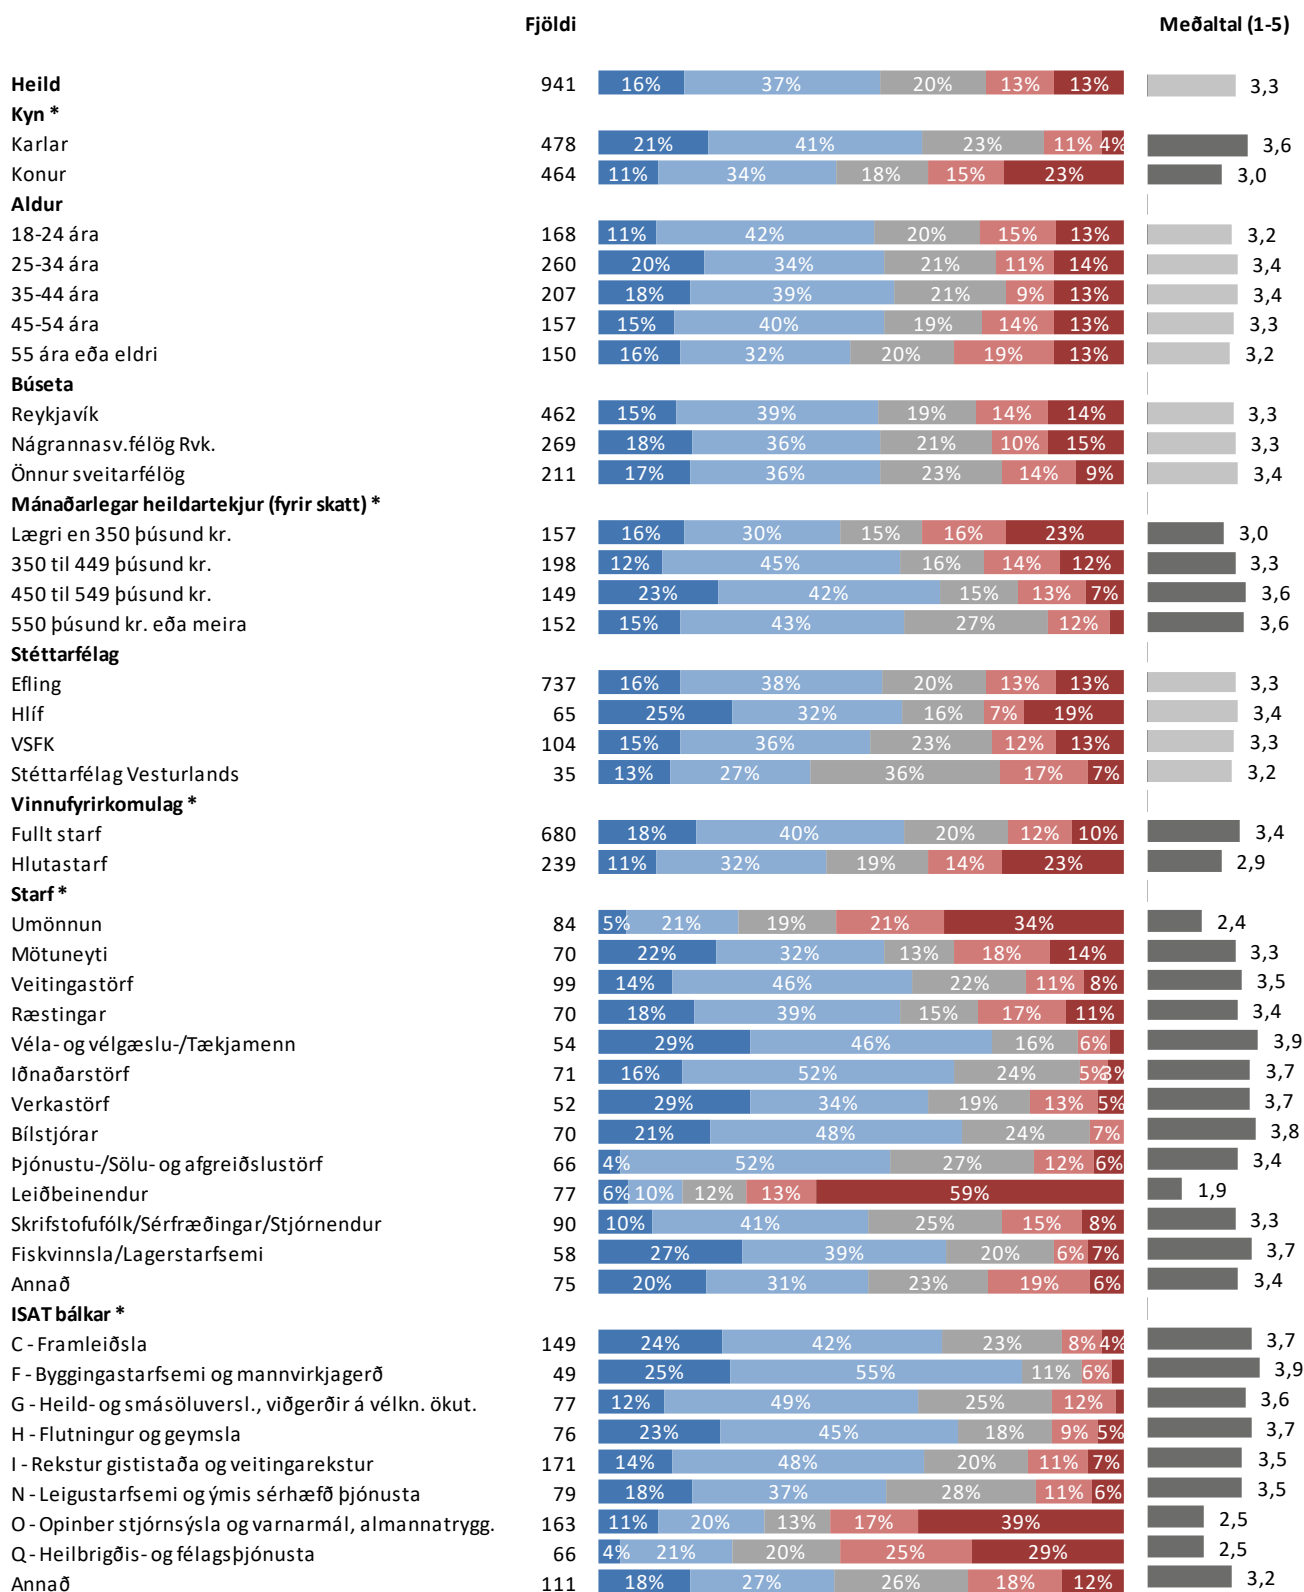 Fjöldi Meðaltal (1-5)
Heild 941 16% 37% 20% 13% 13% 3,3
Kyn *
Karlar 478 21% 41% 23% 11% 4% 3,6
Konur 464 11% 34% 18% 15% 23% 3,0
Aldur
18-24 ára 168 11% 42% 20% 15% 13% 3,2
25-34 ára 260 20% 34% 21% 11% 14% 3,4
35-44 ára 207 18% 39% 21% 9% 13% 3,4
45-54 ára 157 15% 40% 19% 14% 13% 3,3
55 ára eða eldri 150 16% 32% 20% 19% 13% 3,2
Búseta
Reykjavík 462 15% 39% 19% 14% 14% 3,3
Nágrannasv.félög Rvk. 269 18% 36% 21% 10% 15% 3,3
Önnur sveitarfélög 211 17% 36% 23% 14% 9% 3,4
Mánaðarlegar heildartekjur (fyrir skatt) *
Lægri en 350 þúsund kr. 157 16% 30% 15% 16% 23% 3,0
350 til 449 þúsund kr. 198 12% 45% 16% 14% 12% 3,3
450 til 549 þúsund kr. 149 23% 42% 15% 13% 7% 3,6
550 þúsund kr. eða meira 152 15% 43% 27% 12% 3,6
Stéttarfélag
Efling 737 16% 38% 20% 13% 13% 3,3
Hlíf 65 25% 32% 16% 7% 19% 3,4
VSFK 104 15% 36% 23% 12% 13% 3,3
Stéttarfélag Vesturlands 35 13% 27% 36% 17% 7% 3,2
Vinnufyrirkomulag *
Fullt starf 680 18% 40% 20% 12% 10% 3,4
Hlutastarf 239 11% 32% 19% 14% 23% 2,9
Starf *
Umönnun 84 5% 21% 19% 21% 34% 2,4
Mötuneyti 70 22% 32% 13% 18% 14% 3,3
Veitingastörf 99 14% 46% 22% 11% 8% 3,5
Ræstingar 70 18% 39% 15% 17% 11% 3,4
Véla- og vélgæslu-/Tækjamenn 54 29% 46% 16% 6% 3,9
Iðnaðarstörf 71 16% 52% 24% 5% 3% 3,7
Verkastörf 52 29% 34% 19% 13% 5% 3,7
Bílstjórar 70 21% 48% 24% 7% 3,8
Þjónustu-/Sölu- og afgreiðslustörf 66 4% 52% 27% 12% 6% 3,4
Leiðbeinendur 77 6% 10% 12% 13% 59% 1,9
Skrifstofufólk/Sérfræðingar/Stjórnendur 90 10% 41% 25% 15% 8% 3,3
Fiskvinnsla/Lagerstarfsemi 58 27% 39% 20% 6% 7% 3,7
Annað 75 20% 31% 23% 19% 6% 3,4
ISAT bálkar *
C - Framleiðsla 149 24% 42% 23% 8% 4% 3,7
F - Byggingastarfsemi og mannvirkjagerð 49 25% 55% 11% 6% 3,9
G - Heild- og smásöluversl., viðgerðir á vélkn. ökut. 77 12% 49% 25% 12% 3,6
H - Flutningur og geymsla 76 23% 45% 18% 9% 5% 3,7
I - Rekstur gististaða og veitingarekstur 171 14% 48% 20% 11% 7% 3,5
N - Leigustarfsemi og ýmis sérhæfð þjónusta 79 18% 37% 28% 11% 6% 3,5
O - Opinber stjórnsýsla og varnarmál, almannatrygg. 163 11% 20% 13% 17% 39% 2,5
Q - Heilbrigðis- og félagsþjónusta 66 4% 21% 20% 25% 29% 2,5
Annað 111 18% 27% 26% 18% 12% 3,2